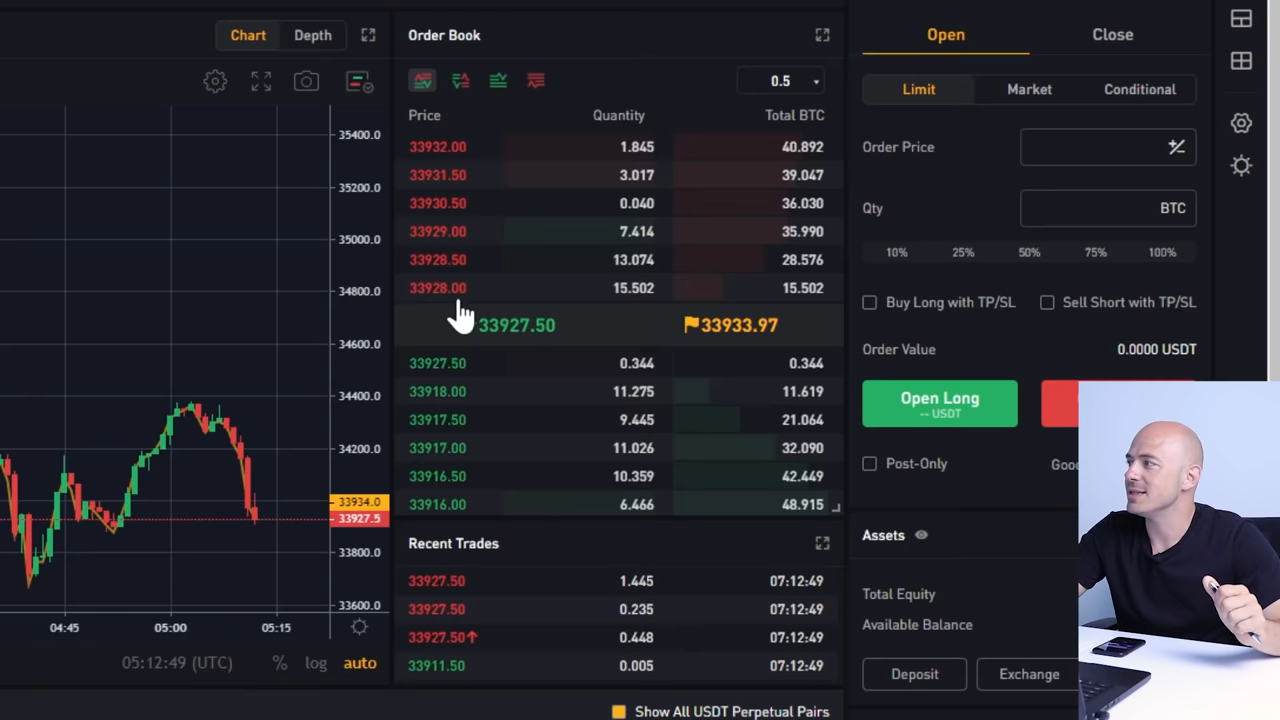 Chart Depth
35400.0
35200.0
35000.0
34800.0
34600.0
34400.0
34200.0
33934.0
33927.5
33800.0
33600.0
04:45 05:00 05:15
05:12:49 (UTC) % log auto
Order Book
0.5
Price Quantity Total BTC
33932.00 1.845 40.892
33931.50 3.017 39.047
33930.50 0.040 36.030
33929.00 7.414 35.990
33928.50 13.074 28.576
33928.00 15.502 15.502
33927.50 33933.97
33927.50 0.344 0.344
33918.00 11.275 11.619
33917.50 9.445 21.064
33917.00 11.026 32.090
33916.50 10.359 42.449
33916.00 6.466 48.915
Recent Trades
33927.50 1.445 07:12:49
33927.50 0.235 07:12:49
33927.50↑ 0.448 07:12:49
33911.50 0.005 07:12:49
Show All USDT Perpetual Pairs
Open Close
Limit Market Conditional
Order Price
Qty BTC
10% 25% 50% 75% 100%
Buy Long with TP/SL Sell Short with TP/SL
Order Value 0.0000 USDT
Open Long
-- USDT
Post-Only
Assets
Total Equity
Available Balance
Deposit Exchange